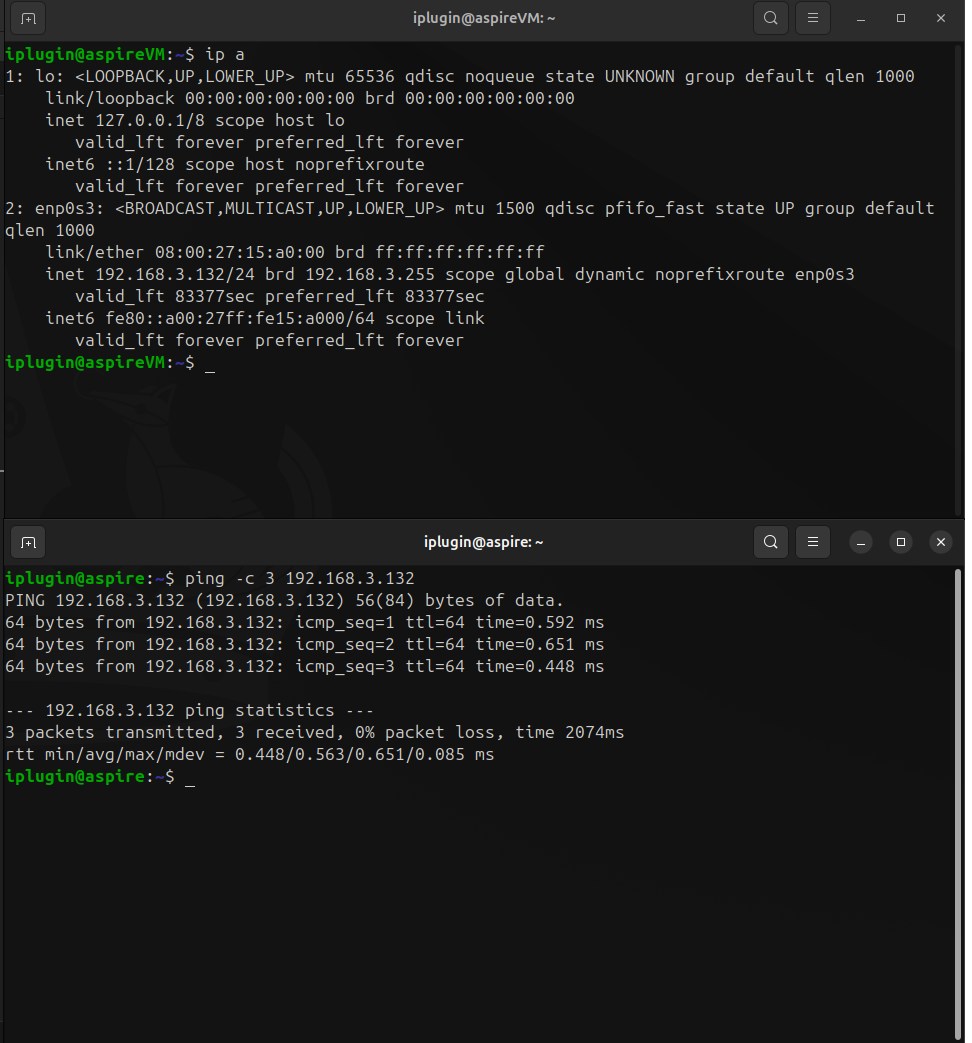 iplugin@aspireVM: ~
iplugin@aspireVM:~$ ip a
1: lo: <LOOPBACK,UP,LOWER_UP> mtu 65536 qdisc noqueue state UNKNOWN group default qlen 1000
    link/loopback 00:00:00:00:00:00 brd 00:00:00:00:00:00
    inet 127.0.0.1/8 scope host lo
       valid_lft forever preferred_lft forever
    inet6 ::1/128 scope host noprefixroute
       valid_lft forever preferred_lft forever
2: enp0s3: <BROADCAST,MULTICAST,UP,LOWER_UP> mtu 1500 qdisc pfifo_fast state UP group default
qlen 1000
    link/ether 08:00:27:15:a0:00 brd ff:ff:ff:ff:ff:ff
    inet 192.168.3.132/24 brd 192.168.3.255 scope global dynamic noprefixroute enp0s3
       valid_lft 83377sec preferred_lft 83377sec
    inet6 fe80::a00:27ff:fe15:a000/64 scope link
       valid_lft forever preferred_lft forever
iplugin@aspireVM:~$ _
iplugin@aspire: ~
iplugin@aspire:~$ ping -c 3 192.168.3.132
PING 192.168.3.132 (192.168.3.132) 56(84) bytes of data.
64 bytes from 192.168.3.132: icmp_seq=1 ttl=64 time=0.592 ms
64 bytes from 192.168.3.132: icmp_seq=2 ttl=64 time=0.651 ms
64 bytes from 192.168.3.132: icmp_seq=3 ttl=64 time=0.448 ms
--- 192.168.3.132 ping statistics ---
3 packets transmitted, 3 received, 0% packet loss, time 2074ms
rtt min/avg/max/mdev = 0.448/0.563/0.651/0.085 ms
iplugin@aspire:~$ _